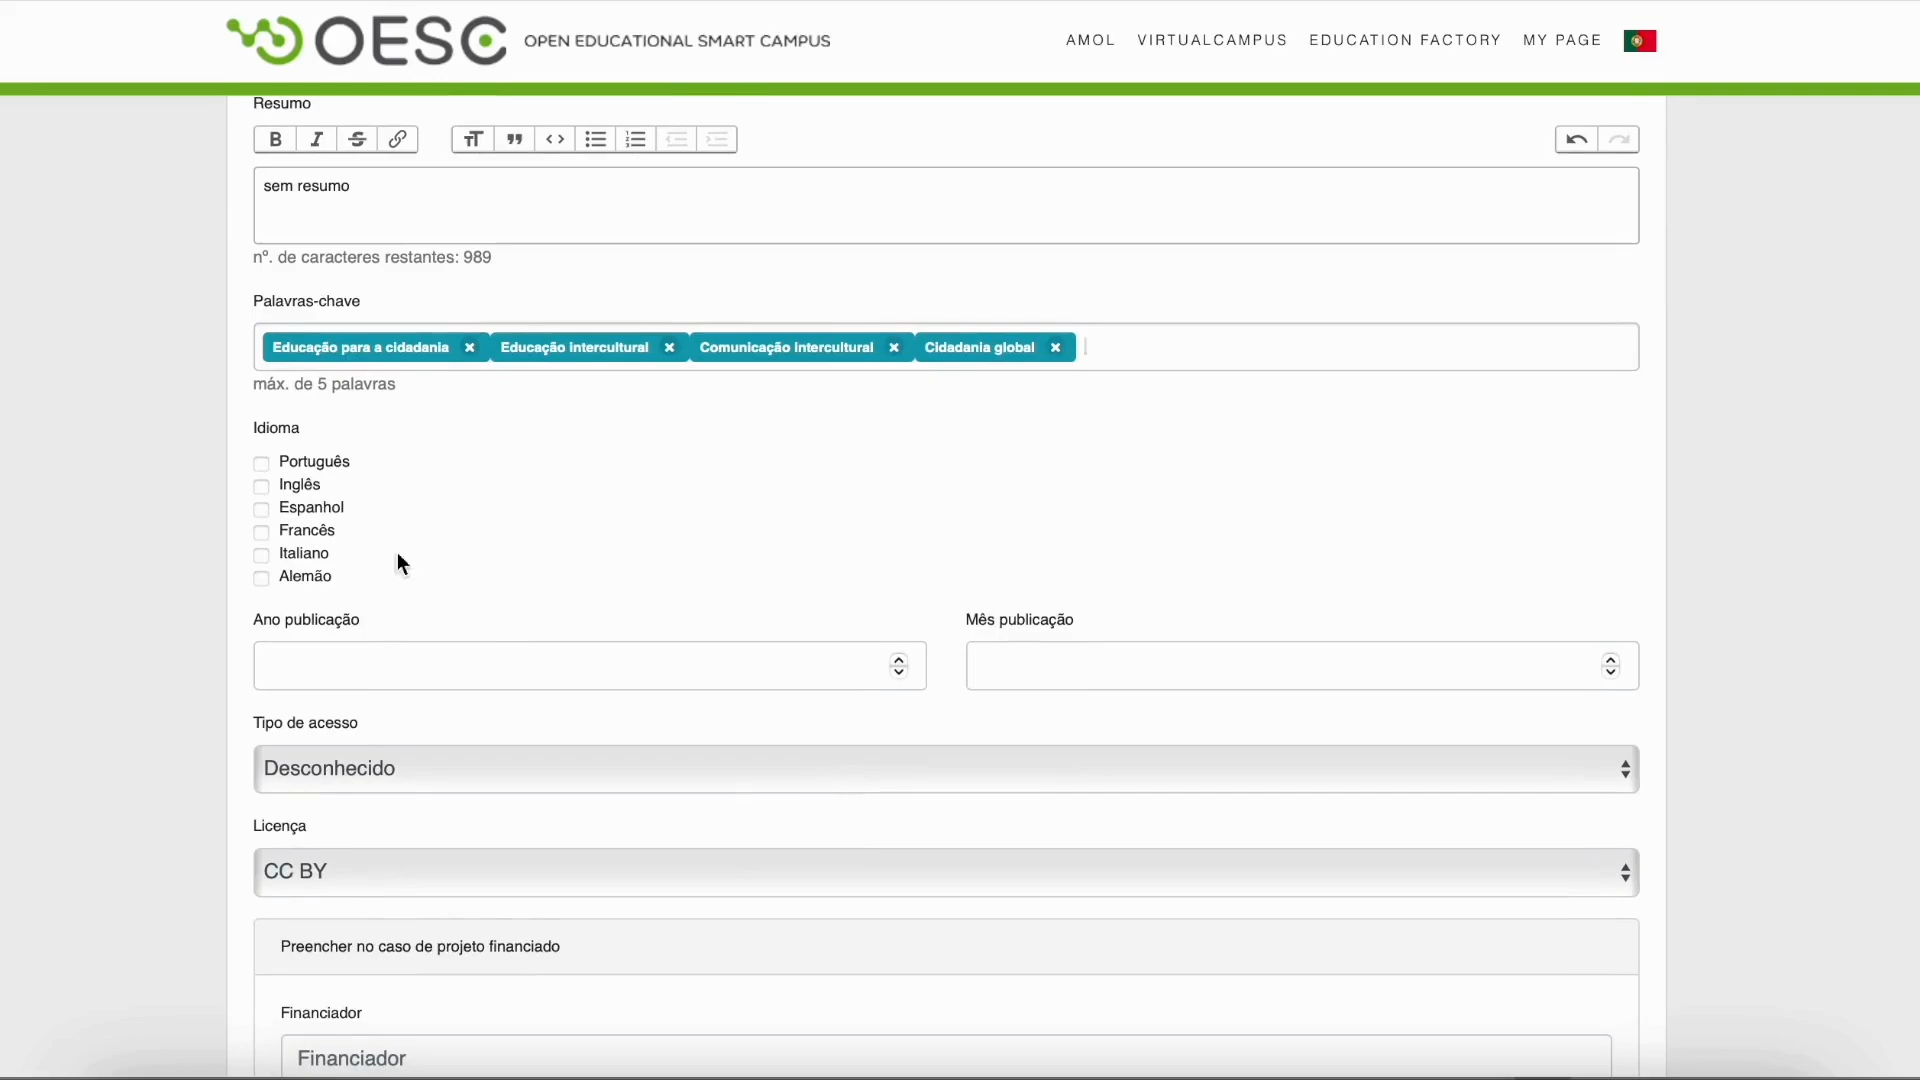 OESC OPEN EDUCATIONAL SMART CAMPUS
AMOL VIRTUALCAMPUS EDUCATION FACTORY MY PAGE
Resumo
sem resumo
nº. de caracteres restantes: 989
Palavras-chave
Educação para a cidadania Educação intercultural Comunicação intercultural Cidadania global
máx. de 5 palavras
Idioma
Português
Inglês
Espanhol
Francês
Italiano
Alemão
Ano publicação Mês publicação
Tipo de acesso
Desconhecido
Licença
CC BY
Preencher no caso de projeto financiado
Financiador
Financiador